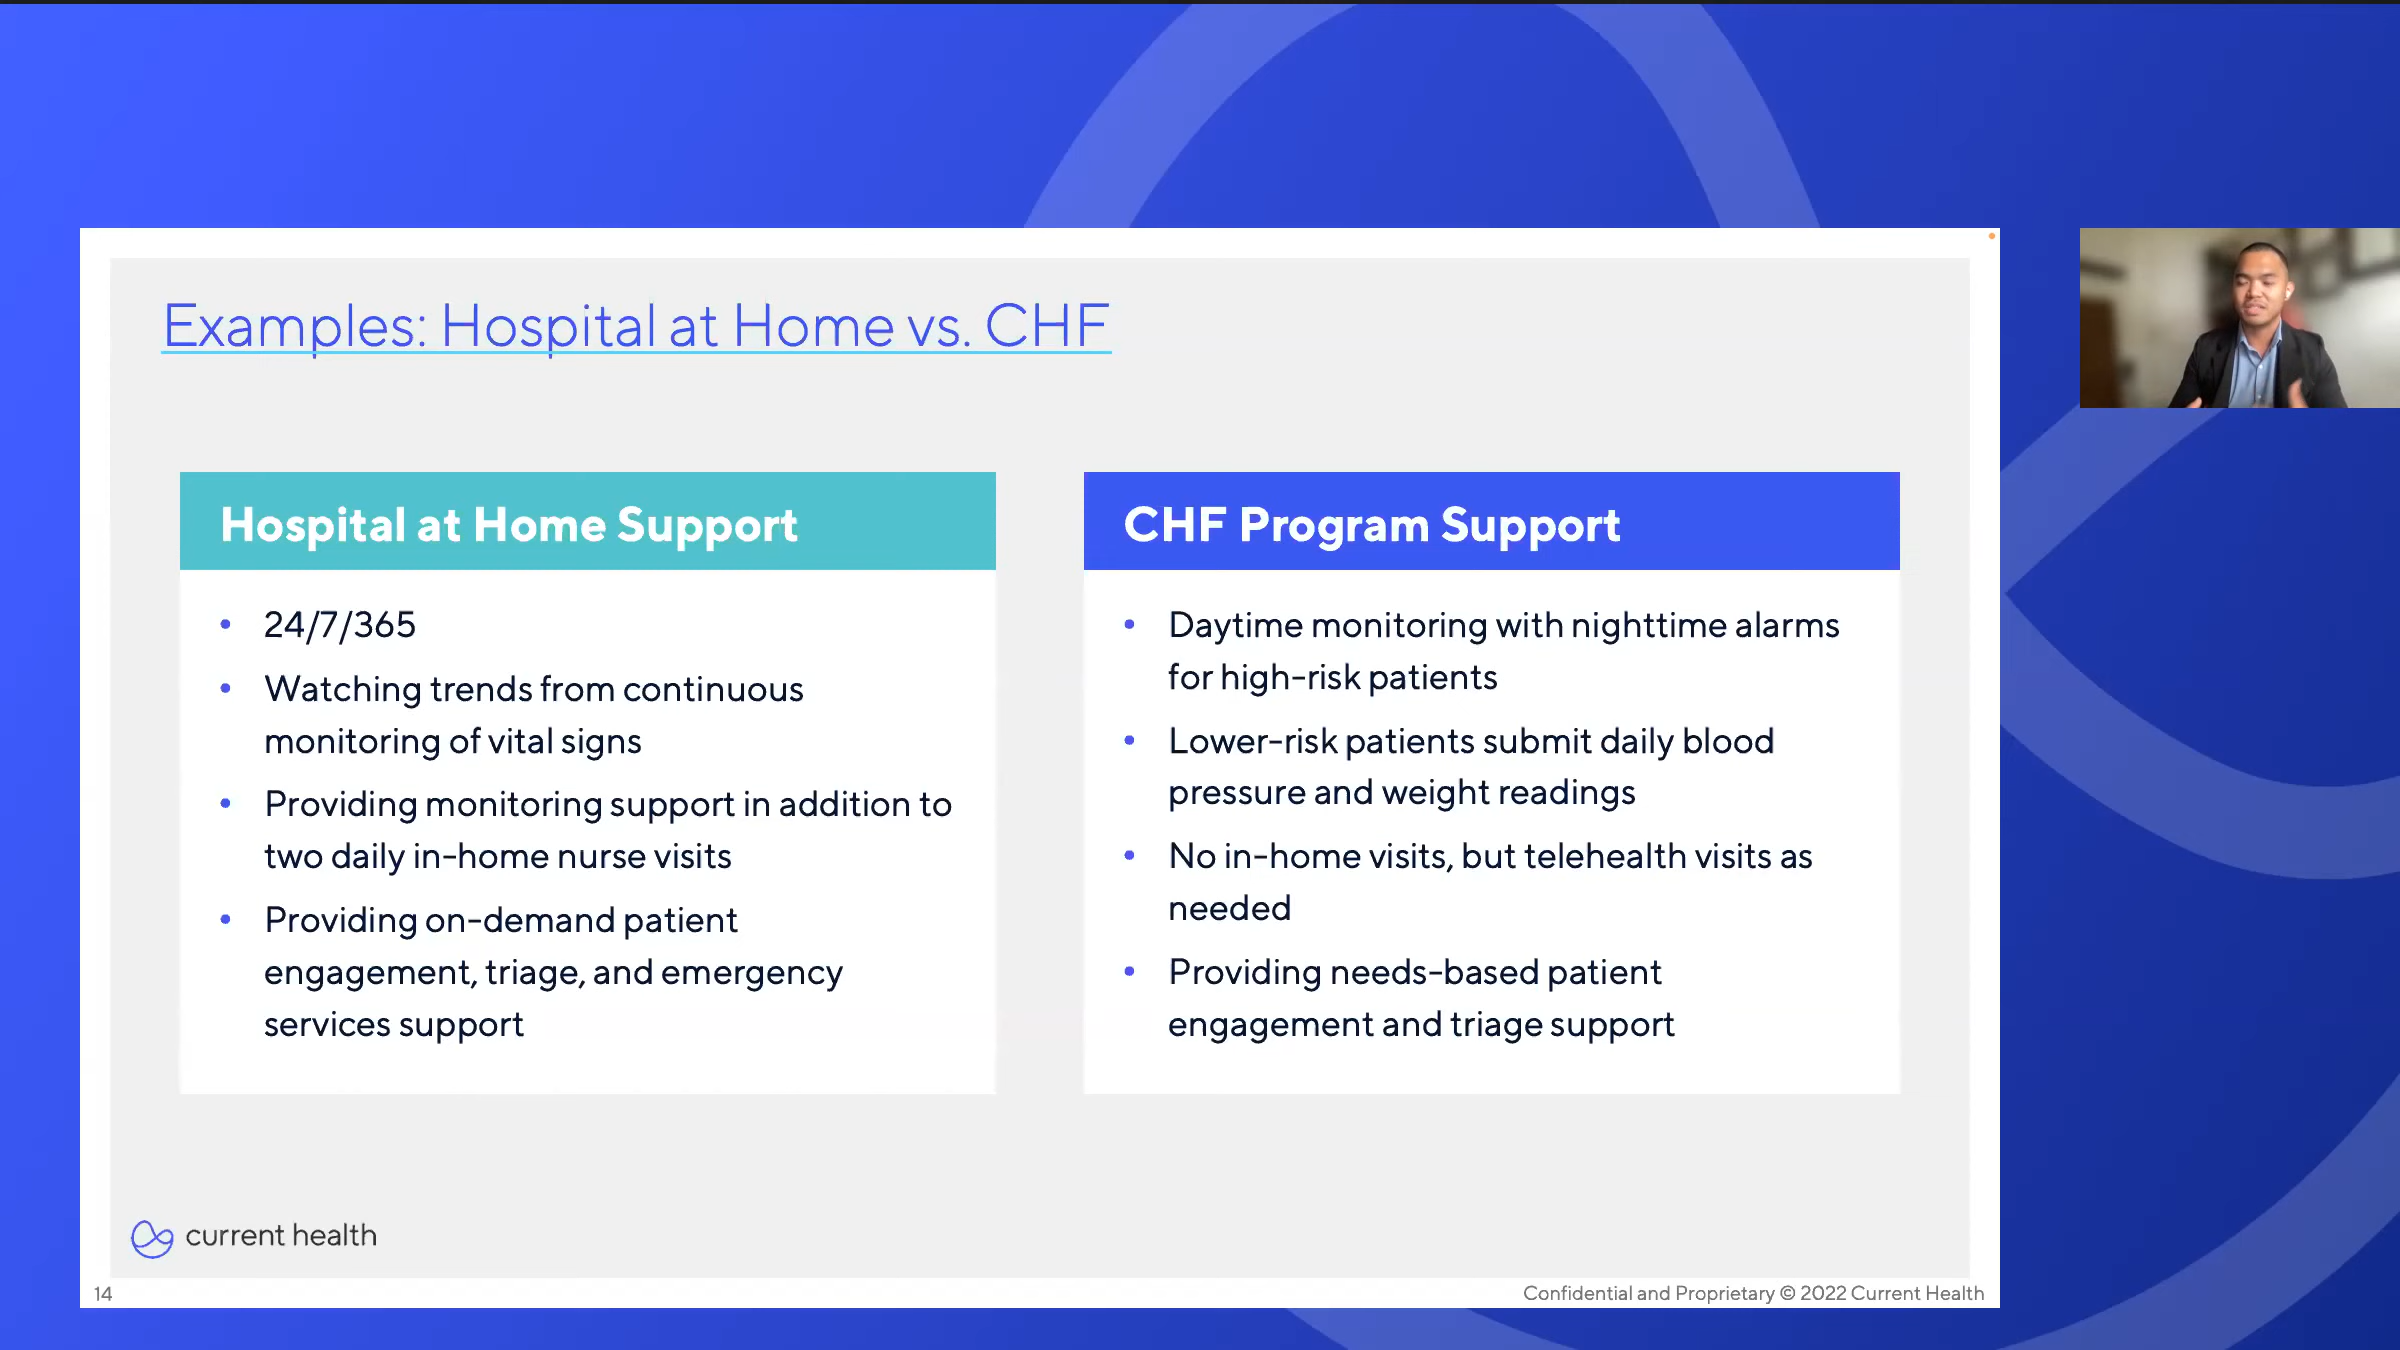 Examples: Hospital at Home vs. CHF
Hospital at Home Support
• 24/7/365
• Watching trends from continuous
monitoring of vital signs
• Providing monitoring support in addition to
two daily in-home nurse visits
• Providing on-demand patient
engagement, triage, and emergency
services support
CHF Program Support
• Daytime monitoring with nighttime alarms
for high-risk patients
• Lower-risk patients submit daily blood
pressure and weight readings
• No in-home visits, but telehealth visits as
needed
• Providing needs-based patient
engagement and triage support
current health
14
Confidential and Proprietary © 2022 Current Health